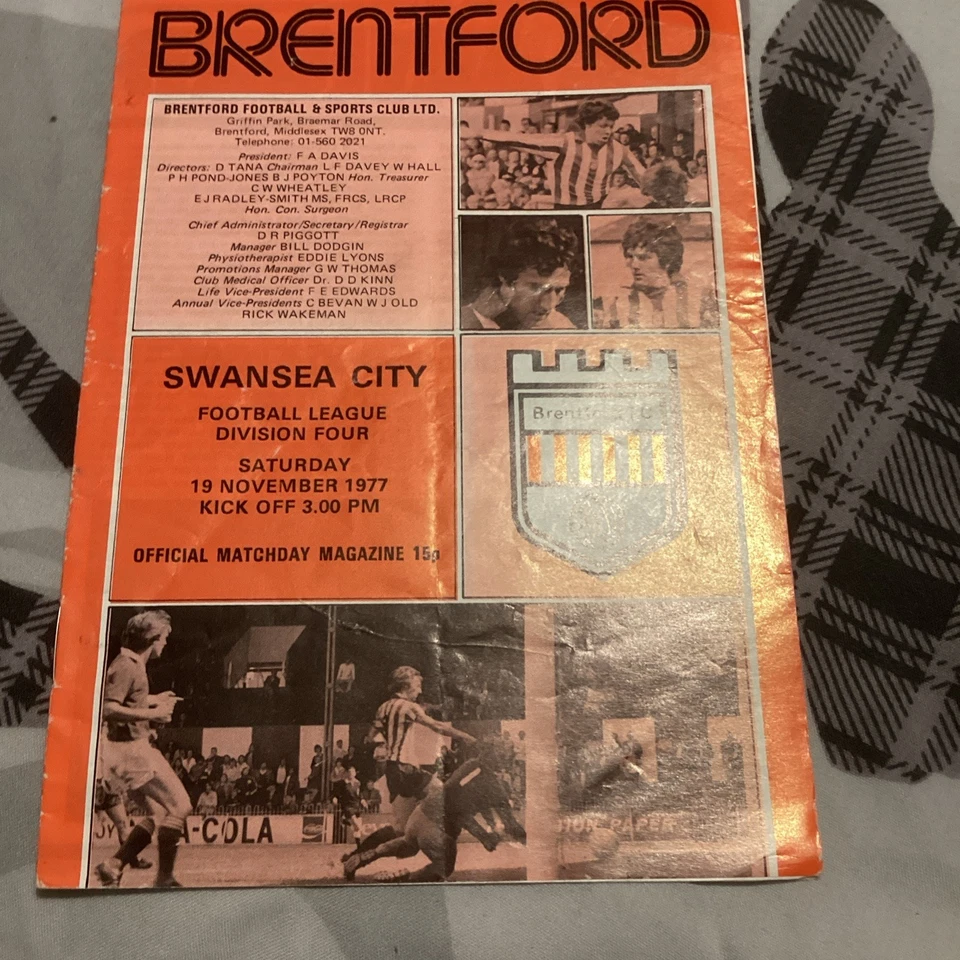 BRENTFORD
BRENTFORD FOOTBALL & SPORTS CLUB LTD.
Griffin Park, Braemar Road,
Brentford, Middlesex TW8 0NT.
Telephone: 01-560 2021
President: F A DAVIS
Directors: D TANA Chairman L F DAVEY W HALL
P H POND-JONES B J POYTON Hon. Treasurer
C W WHEATLEY
E J RADLEY-SMITH MS, FRCS, LRCP
Hon. Con. Surgeon
Chief Administrator/Secretary/Registrar
D R PIGGOTT
Manager BILL DODGIN
Physiotherapist EDDIE LYONS
Promotions Manager G W THOMAS
Club Medical Officer Dr. D D KINN
Life Vice-President F E EDWARDS
Annual Vice-Presidents C BEVAN W J OLD
RICK WAKEMAN
SWANSEA CITY
FOOTBALL LEAGUE
DIVISION FOUR
SATURDAY
19 NOVEMBER 1977
KICK OFF 3.00 PM
OFFICIAL MATCHDAY MAGAZINE 15p
A-COLA
PAPER